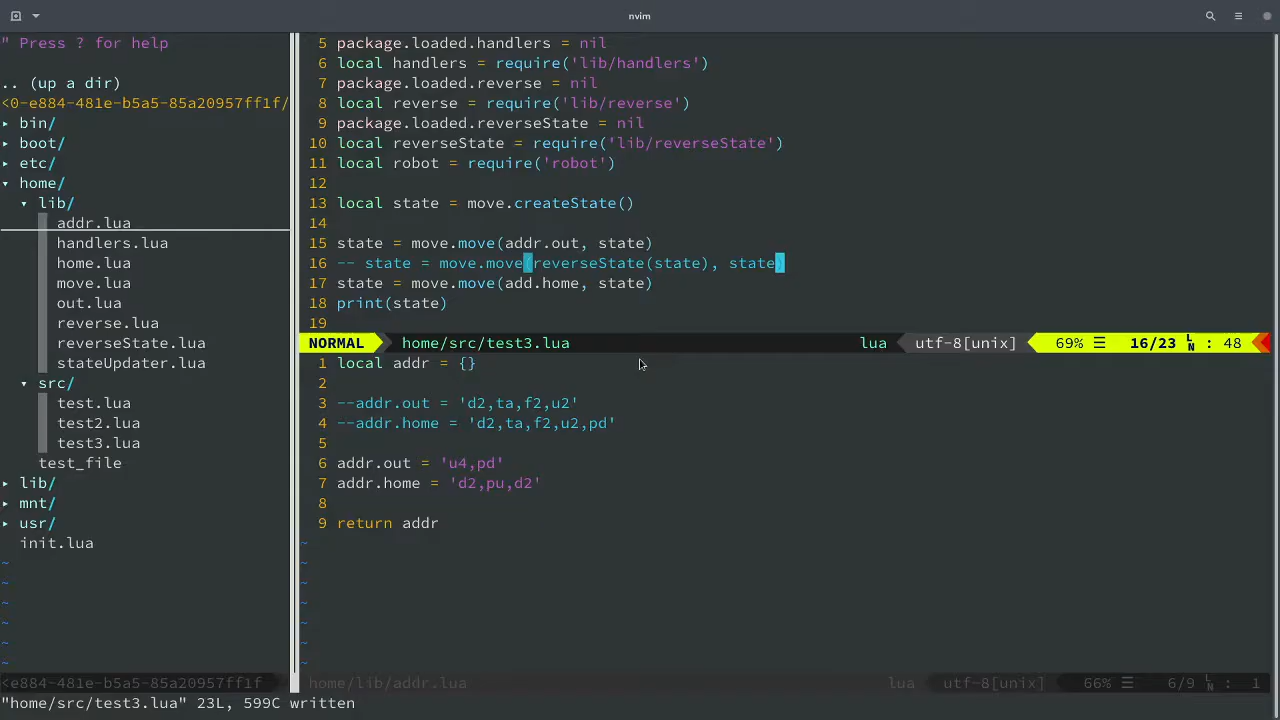 nvim
" Press ? for help
.. (up a dir)
<0-e884-481e-b5a5-85a20957ff1f/
▸ bin/
▸ boot/
▸ etc/
▾ home/
▾ lib/
addr.lua
handlers.lua
home.lua
move.lua
out.lua
reverse.lua
reverseState.lua
stateUpdater.lua
▾ src/
test.lua
test2.lua
test3.lua
test_file
▸ lib/
▸ mnt/
▸ usr/
init.lua
~
~
~
~
~
~
<e884-481e-b5a5-85a20957ff1f
5 package.loaded.handlers = nil
6 local handlers = require('lib/handlers')
7 package.loaded.reverse = nil
8 local reverse = require('lib/reverse')
9 package.loaded.reverseState = nil
10 local reverseState = require('lib/reverseState')
11 local robot = require('robot')
12
13 local state = move.createState()
14
15 state = move.move(addr.out, state)
16 -- state = move.move(reverseState(state), state)
17 state = move.move(add.home, state)
18 print(state)
19
NORMAL home/src/test3.lua lua utf-8[unix] 69% ☰ 16/23 LN : 48
1 local addr = {}
2
3 --addr.out = 'd2,ta,f2,u2'
4 --addr.home = 'd2,ta,f2,u2,pd'
5
6 addr.out = 'u4,pd'
7 addr.home = 'd2,pu,d2'
8
9 return addr
~
~
~
~
~
~
~
home/lib/addr.lua lua utf-8[unix] 66% ☰ 6/9 LN : 1
"home/src/test3.lua" 23L, 599C written